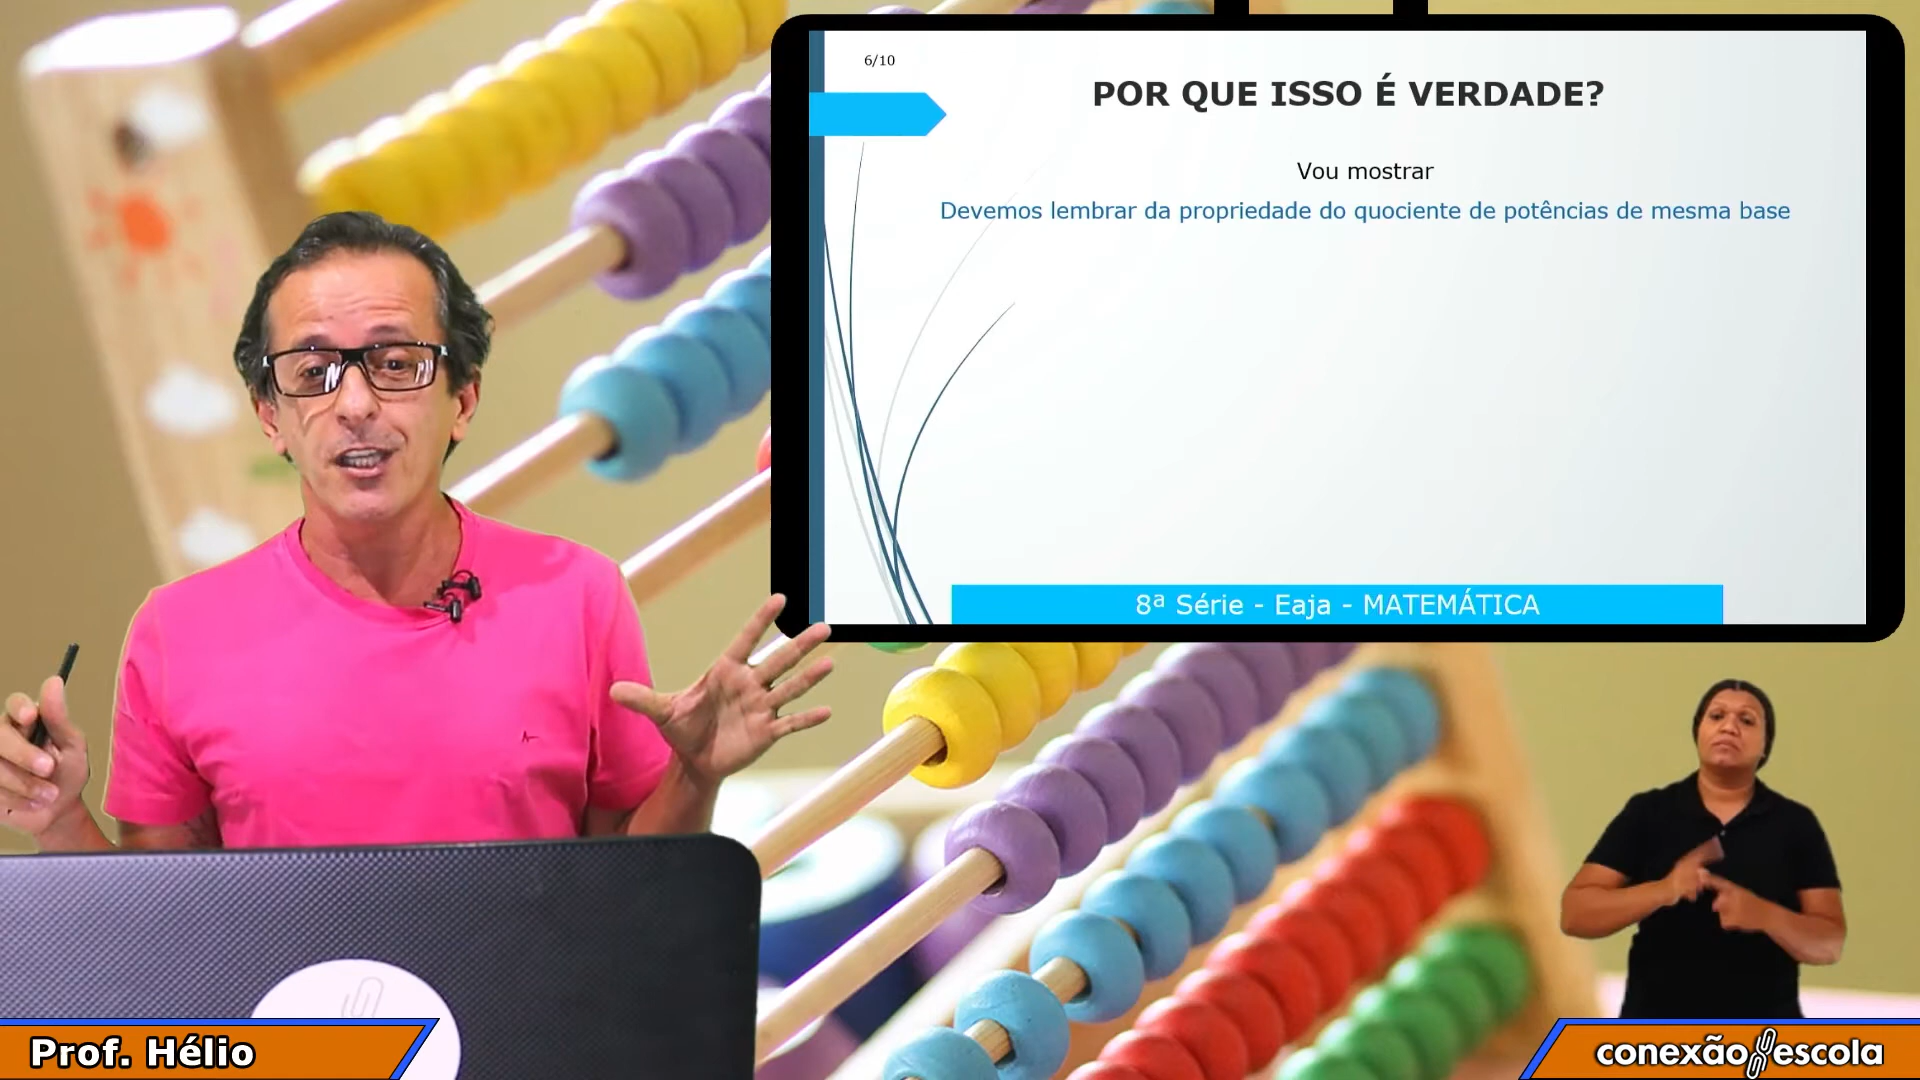 6/10
POR QUE ISSO É VERDADE?
Vou mostrar
Devemos lembrar da propriedade do quociente de potências de mesma base
8ª Série - Eaja - MATEMÁTICA
Prof. Hélio
conexão escola